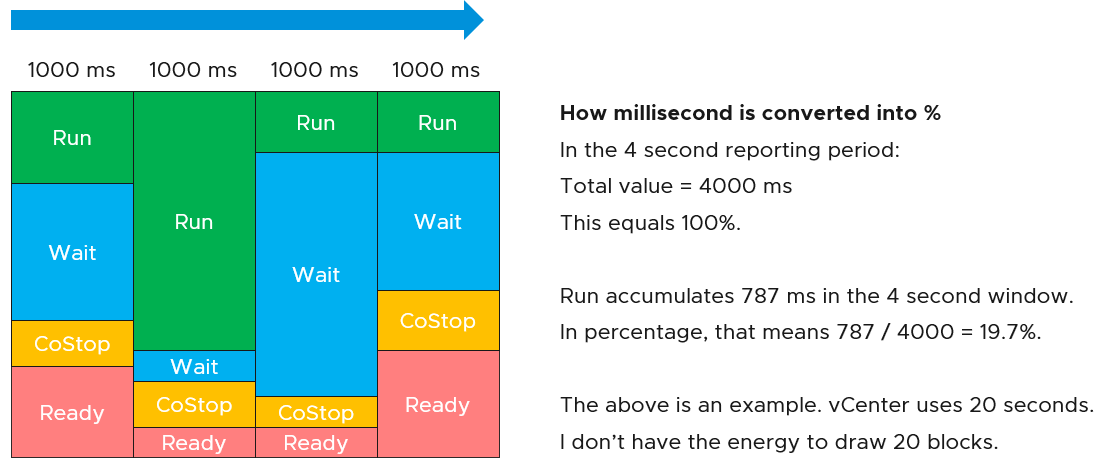 1000 ms 1000 ms 1000 ms 1000 ms
Run
Wait
CoStop
Ready
Run
Wait
CoStop
Ready
Run
Wait
CoStop
Ready
Run
Wait
CoStop
Ready
How millisecond is converted into %
In the 4 second reporting period:
Total value = 4000 ms
This equals 100%.
Run accumulates 787 ms in the 4 second window.
In percentage, that means 787 / 4000 = 19.7%.
The above is an example. vCenter uses 20 seconds.
I don’t have the energy to draw 20 blocks.